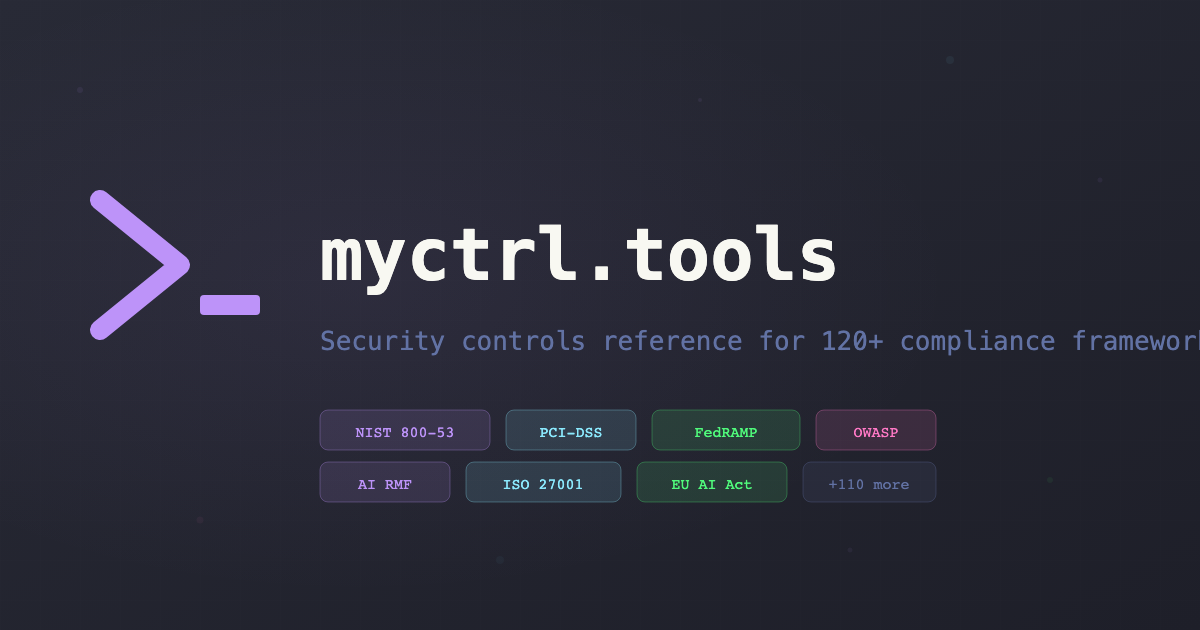 myctrl.tools
Security controls reference for 120+ compliance
NIST 800-53 PCI-DSS FedRAMP OWASP
AI RMF ISO 27001 EU AI Act +110 more